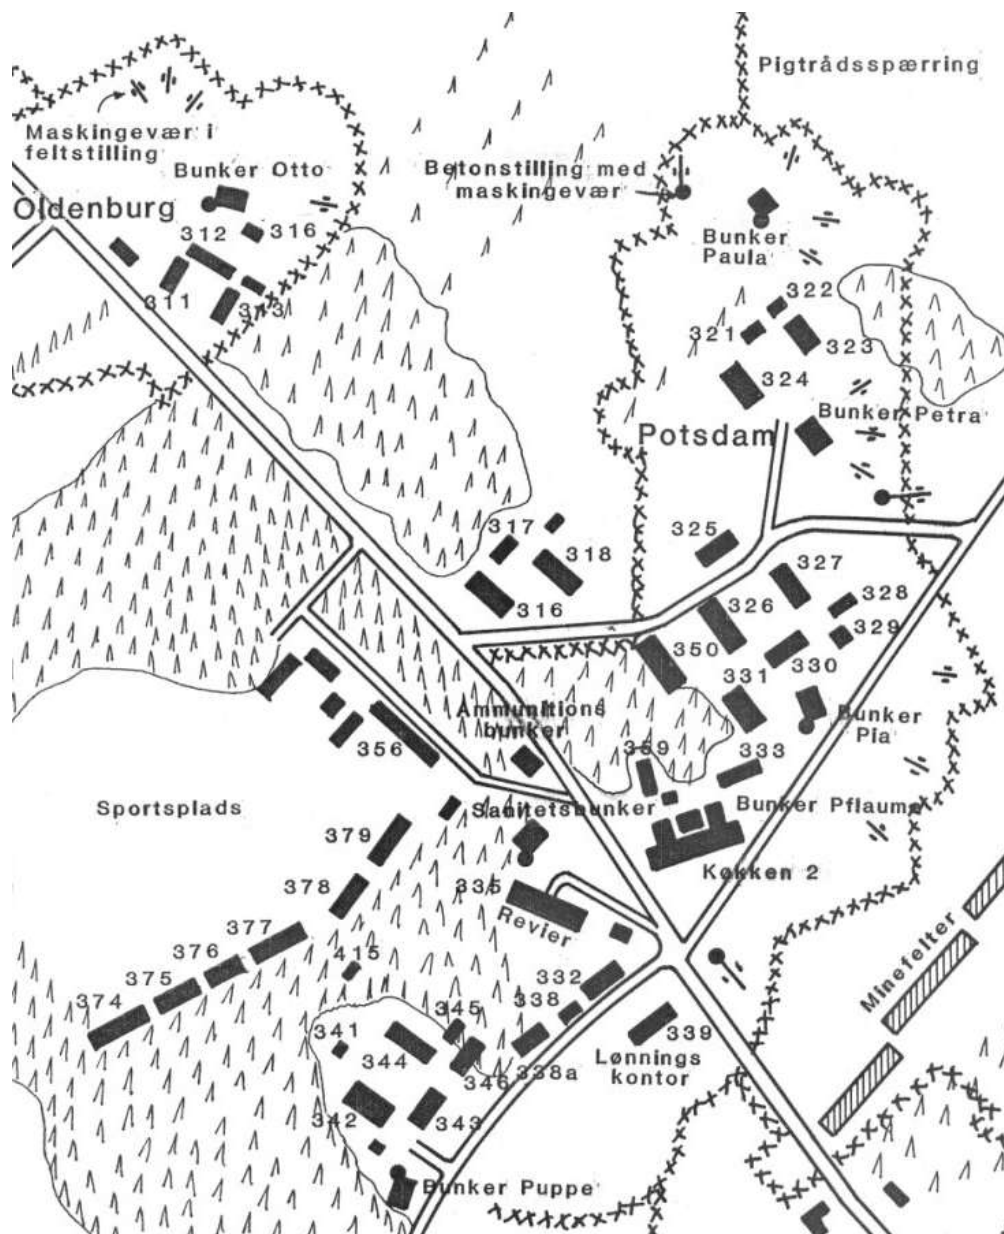 Pigtrådsspærring
Maskingevær i
feltstilling
Bunker Otto
Betonstilling med
maskingevær
Oldenburg
312
316
311
313
Bunker
Paula
322
321
323
324
Bunker Petra
Potsdam
317
318
316
325
327
326
328
329
350
330
331
Ammunitions
bunker
Bunker
Pia
356
359
333
Sportsplads
Sanitetsbunker
Bunker Pflaume
379
Køkken 2
378
335
Revier
377
376
375
374
415
332
338
345
341
344
346
338a
339
Lønnings
kontor
Minefelter
342
343
Bunker Puppe